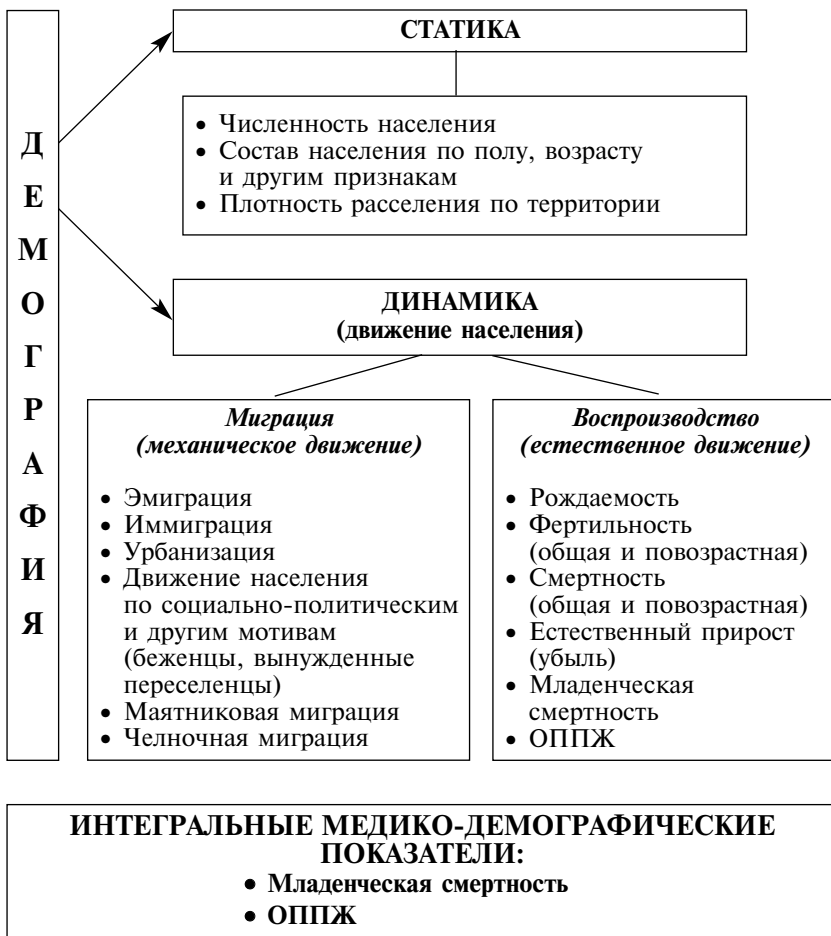 ДЕМОГРАФИЯ
СТАТИКА
• Численность населения
• Состав населения по полу, возрасту
и другим признакам
• Плотность расселения по территории
ДИНАМИКА
(движение населения)
Миграция
(механическое движение)
• Эмиграция
• Иммиграция
• Урбанизация
• Движение населения
по социально-политическим
и другим мотивам
(беженцы, вынужденные
переселенцы)
• Маятниковая миграция
• Челночная миграция
Воспроизводство
(естественное движение)
• Рождаемость
• Фертильность
(общая и повозрастная)
• Смертность
(общая и повозрастная)
• Естественный прирост
(убыль)
• Младенческая
смертность
• ОППЖ
ИНТЕГРАЛЬНЫЕ МЕДИКО-ДЕМОГРАФИЧЕСКИЕ
ПОКАЗАТЕЛИ:
• Младенческая смертность
• ОППЖ